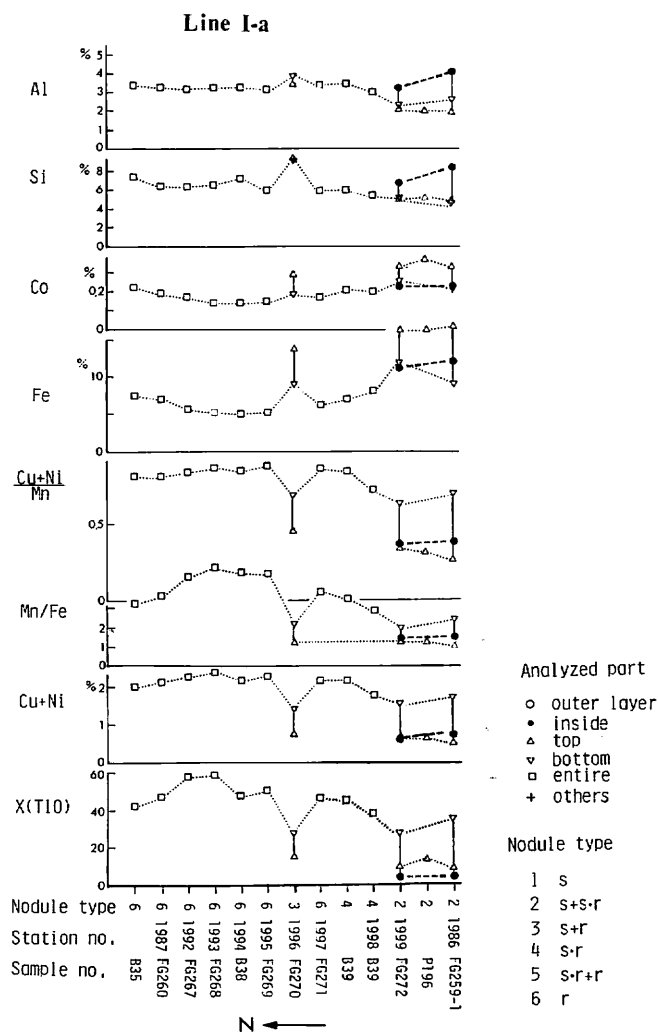 Line I-a
% 5
4
Al 3
2
1
0
% 8
Si 6
4
2
0
%
Co 0,2
0
%
10
Fe
0
Cu+Ni
Mn
0,5
Mn/Fe 2
1
0
% 2
Cu+Ni
1
0
60
X(T10) 40
20
0
Nodule type 6 6 6 6 6 6 3 6 4 4 2 2 2
Station no. 1987 1992 1993 1994 1995 1996 1997 1998 1999 1986
Sample no. B35 FG260 FG267 FG268 B38 FG269 FG270 FG271 B39 B39 FG272 P196 FG259-1
N
Analyzed part
outer layer
inside
top
bottom
entire
others
Nodule type
1 s
2 s+s·r
3 s+r
4 s·r
5 s·r+r
6 r